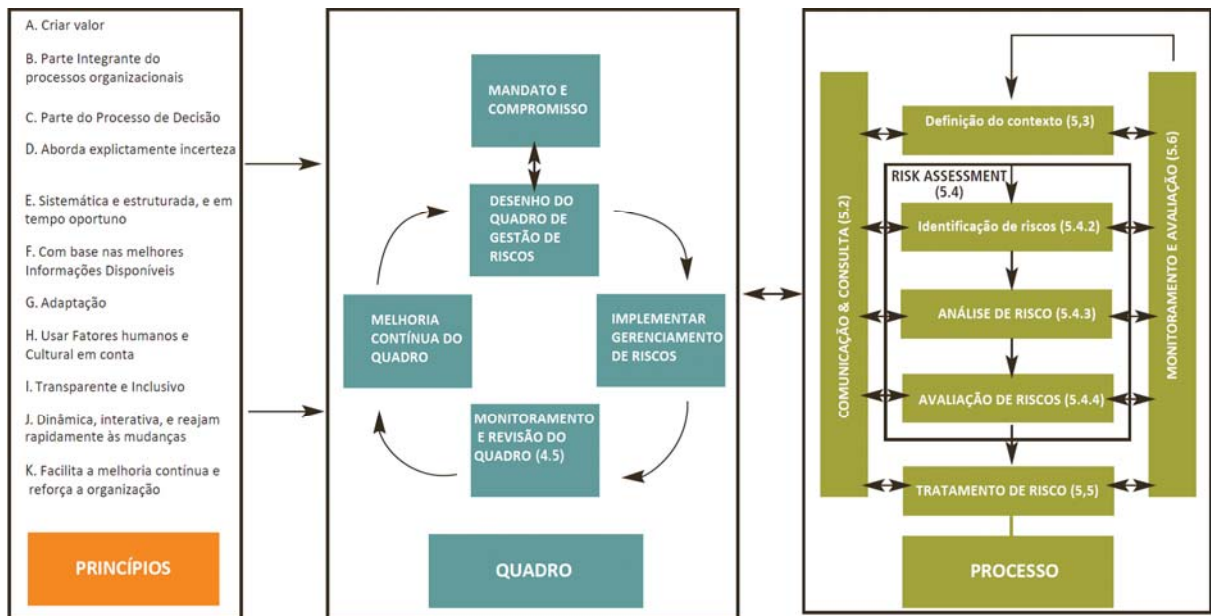 A. Criar valor
B. Parte Integrante do
processos organizacionais
C. Parte do Processo de Decisão
D. Aborda explictamente incerteza
E. Sistemática e estruturada, e em
tempo oportuno
F. Com base nas melhores
Informações Disponíveis
G. Adaptação
H. Usar Fatores humanos e
Cultural em conta
I. Transparente e Inclusivo
J. Dinâmica, interativa, e reajam
rapidamente às mudanças
K. Facilita a melhoria contínua e
reforça a organização
PRINCÍPIOS
MANDATO E
COMPROMISSO
DESENHO DO
QUADRO DE
GESTÃO DE
RISCOS
MELHORIA
CONTÍNUA DO
QUADRO
IMPLEMENTAR
GERENCIAMENTO
DE RISCOS
MONITORAMENTO
E REVISÃO DO
QUADRO (4.5)
QUADRO
COMUNICAÇÃO & CONSULTA (5.2)
Definição do contexto (5,3)
RISK ASSESSMENT
(5.4)
Identificação de riscos (5.4.2)
ANÁLISE DE RISCO (5.4.3)
AVALIAÇÃO DE RISCOS (5.4.4)
TRATAMENTO DE RISCO (5,5)
MONITORAMENTO E AVALIAÇÃO (5.6)
PROCESSO